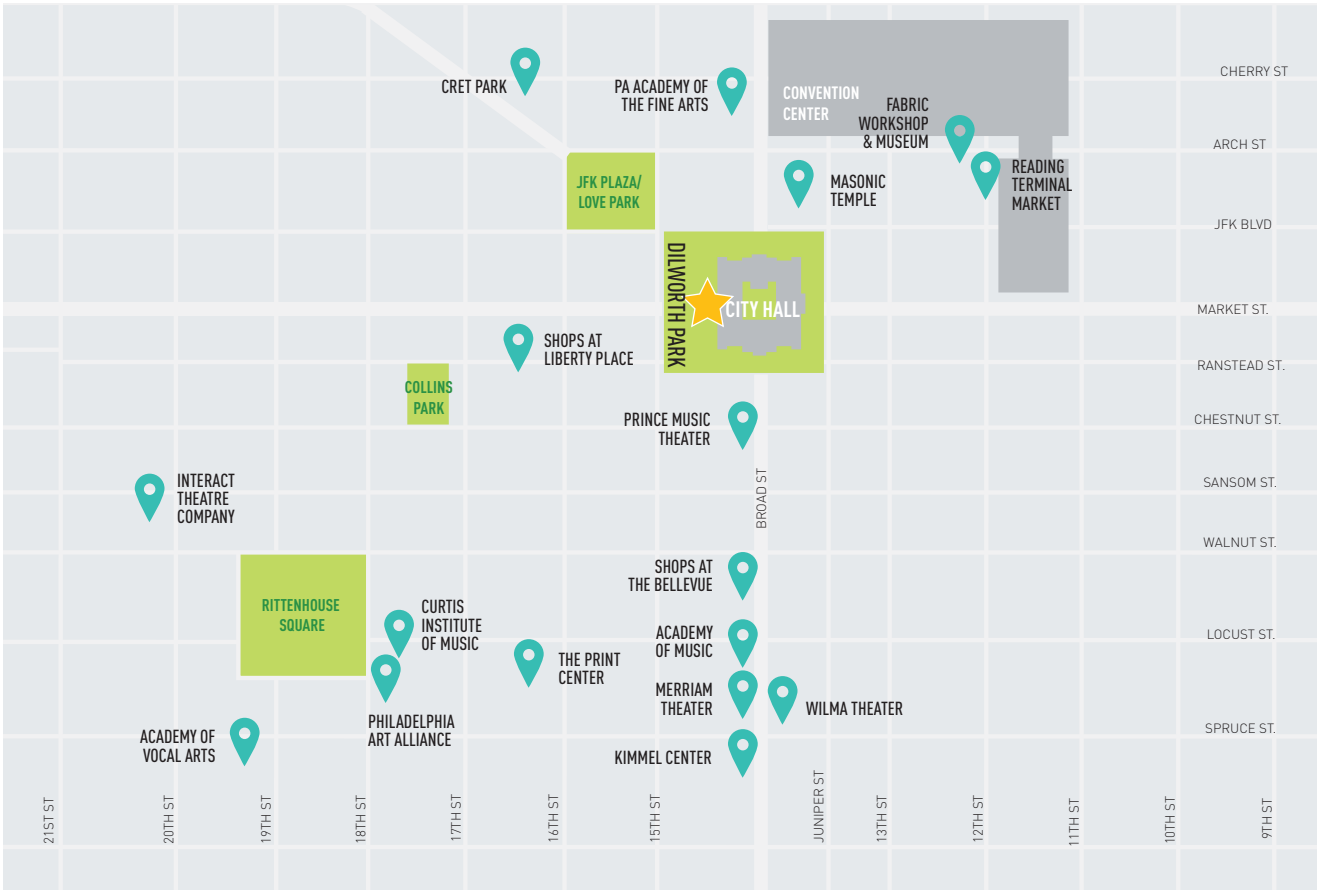 CHERRY ST
CRET PARK
PA ACADEMY OF
THE FINE ARTS
CONVENTION
CENTER
FABRIC
WORKSHOP
& MUSEUM
ARCH ST
READING
TERMINAL
MARKET
MASONIC
TEMPLE
JFK PLAZA/
LOVE PARK
JFK BLVD
DILWORTH PARK
CITY HALL
MARKET ST.
SHOPS AT
LIBERTY PLACE
RANSTEAD ST.
COLLINS
PARK
PRINCE MUSIC
THEATER
CHESTNUT ST.
INTERACT
THEATRE
COMPANY
BROAD ST
SANSOM ST.
WALNUT ST.
SHOPS AT
THE BELLEVUE
RITTENHOUSE
SQUARE
CURTIS
INSTITUTE
OF MUSIC
ACADEMY
OF MUSIC
LOCUST ST.
THE PRINT
CENTER
MERRIAM
THEATER
WILMA THEATER
PHILADELPHIA
ART ALLIANCE
ACADEMY OF
VOCAL ARTS
KIMMEL CENTER
SPRUCE ST.
21ST ST
20TH ST
19TH ST
18TH ST
17TH ST
16TH ST
15TH ST
JUNIPER ST
13TH ST
12TH ST
11TH ST
10TH ST
9TH ST